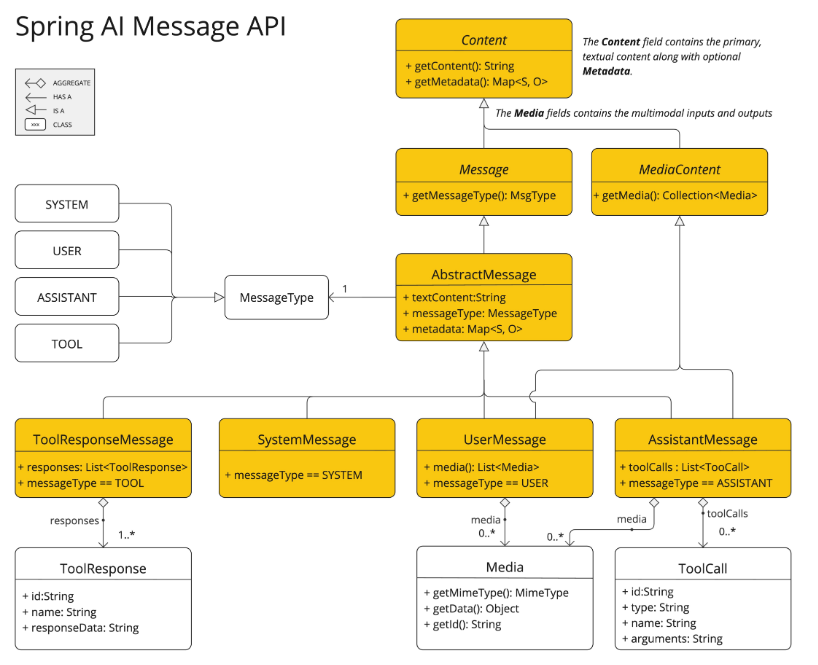 Spring AI Message API
AGGREGATE
HAS A
IS A
xxx
CLASS
Content
+ getContent(): String
+ getMetadata(): Map<S, O>
The Content field contains the primary,
textual content along with optional
Metadata.
The Media fields contains the multimodal inputs and outputs
Message
+ getMessageType(): MsgType
MediaContent
+ getMedia(): Collection<Media>
SYSTEM
USER
ASSISTANT
TOOL
MessageType
1
AbstractMessage
+ textContent:String
+ messageType: MessageType
+ metadata: Map<S, O>
ToolResponseMessage
+ responses: List<ToolResponse>
+ messageType == TOOL
SystemMessage
+ messageType == SYSTEM
UserMessage
+ media(): List<Media>
+ messageType == USER
AssistantMessage
+ toolCalls : List<TooCall>
+ messageType == ASSISTANT
responses
1..*
media
0..*
media
0..*
toolCalls
0..*
ToolResponse
+ id:String
+ name: String
+ responseData: String
Media
+ getMimeType(): MimeType
+ getData(): Object
+ getId(): String
ToolCall
+ id:String
+ type: String
+ name: String
+ arguments: String